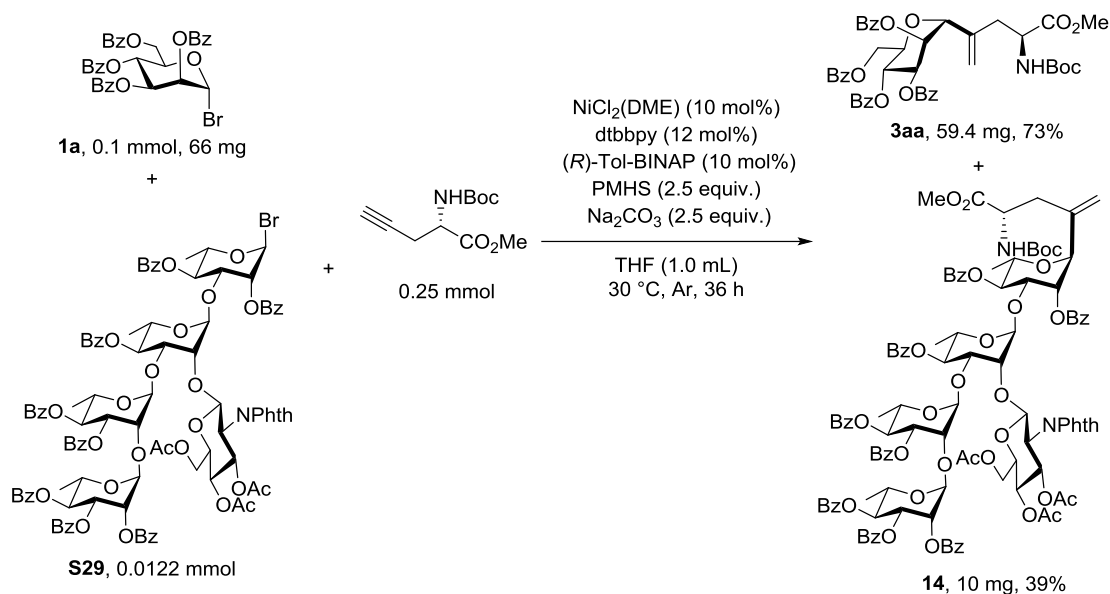 BzO
OBz
O
BzO
BzO
Br
1a, 0.1 mmol, 66 mg
+
Br
O
BzO
O
OBz
O
BzO
O
O
O
BzO
BzO
O
NPhth
O
AcO
OAc
OAc
O
BzO
BzO
OBz
S29, 0.0122 mmol
+
NHBoc
CO2Me
0.25 mmol
NiCl2(DME) (10 mol%)
dtbbpy (12 mol%)
(R)-Tol-BINAP (10 mol%)
PMHS (2.5 equiv.)
Na2CO3 (2.5 equiv.)
THF (1.0 mL)
30 °C, Ar, 36 h
BzO
O
CO2Me
NHBoc
BzO
BzO
OBz
3aa, 59.4 mg, 73%
+
MeO2C
NHBoc
O
BzO
O
OBz
O
BzO
O
O
O
BzO
BzO
O
NPhth
O
AcO
OAc
OAc
O
BzO
BzO
OBz
14, 10 mg, 39%